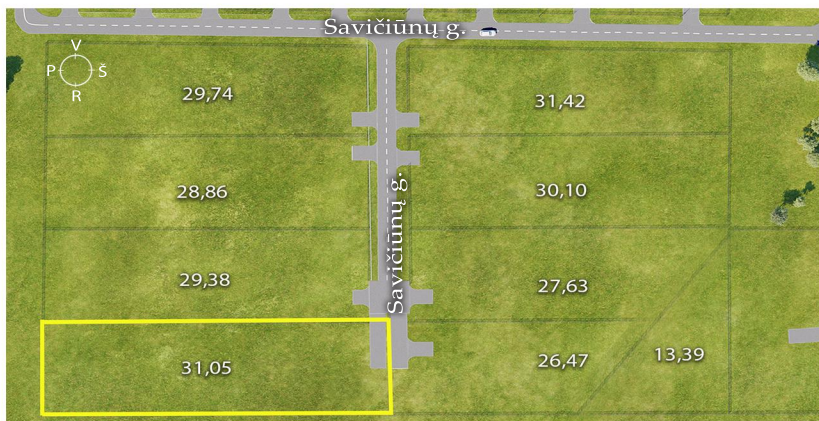 Savičiūnų g.
V
P Š
R
29,74
31,42
28,86
30,10
Savičiūnų g.
29,38
27,63
31,05
26,47
13,39